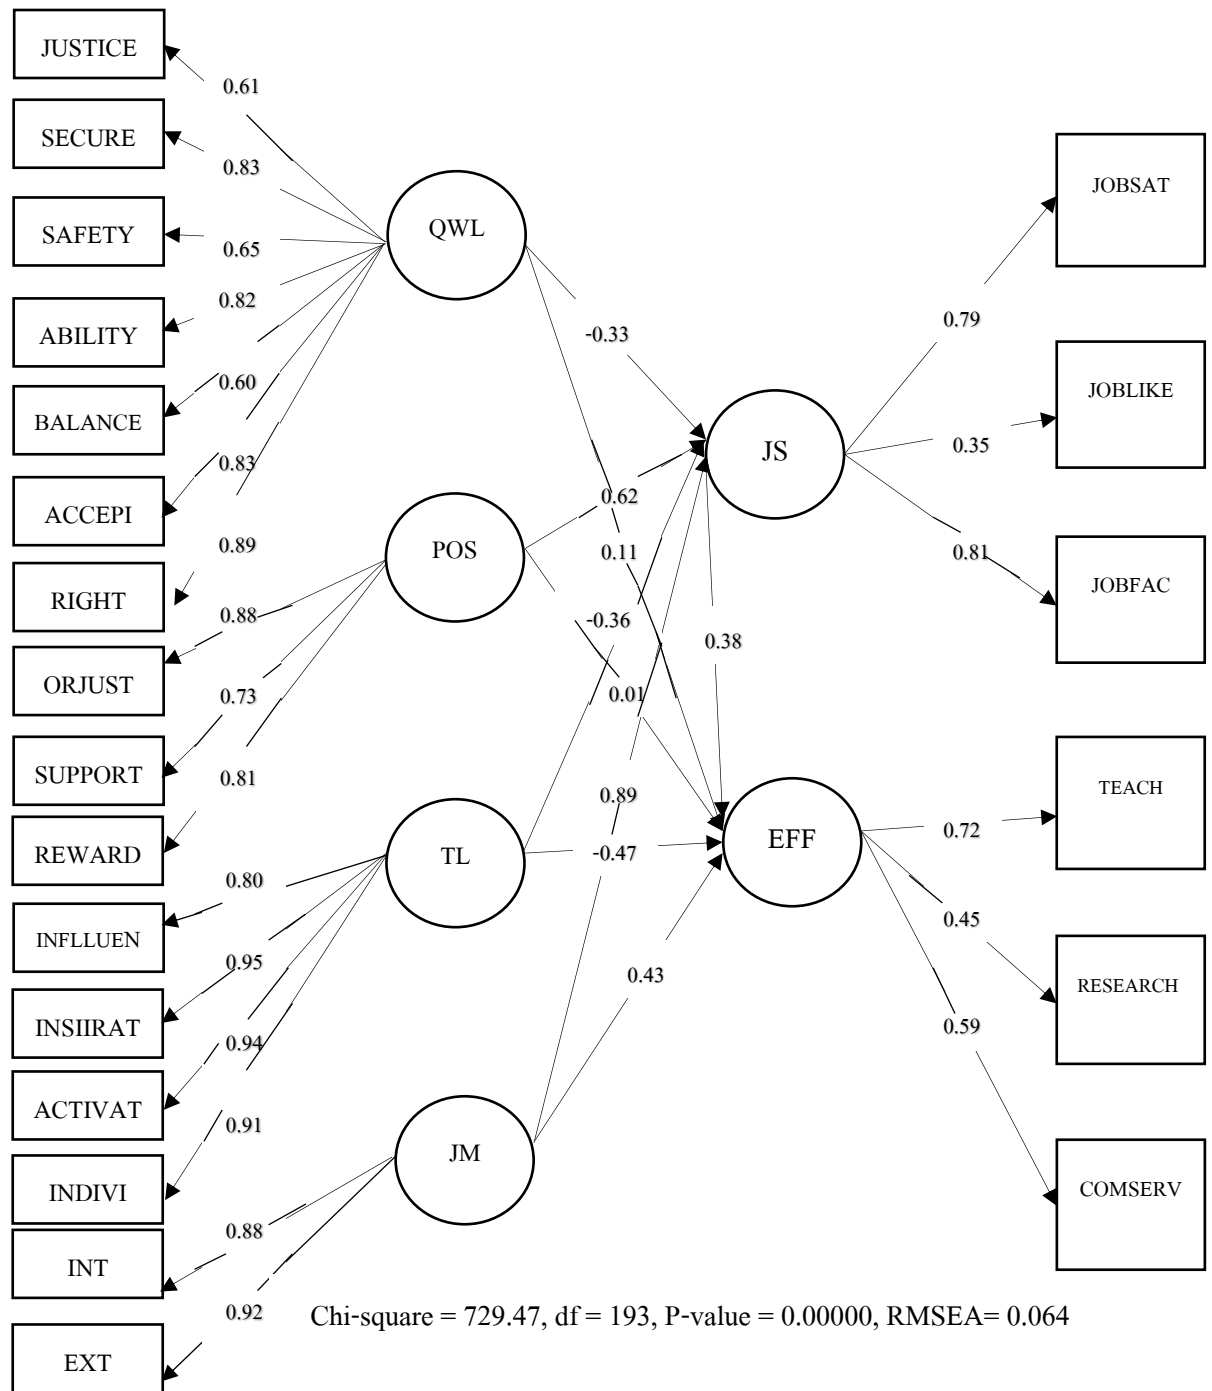 JUSTICE
0.61
SECURE
0.83
SAFETY
0.65
ABILITY
0.82
BALANCE
0.60
ACCEPI
0.83
RIGHT
0.89
ORJUST
0.88
SUPPORT
0.73
REWARD
0.81
INFLLUEN
0.80
INSIIRAT
0.95
ACTIVAT
0.94
INDIVI
0.91
INT
0.88
EXT
0.92
QWL
POS
TL
JM
-0.33
0.62
0.11
-0.36
0.01
0.38
0.89
-0.47
0.43
JS
EFF
0.79
0.35
0.81
0.72
0.45
0.59
JOBSAT
JOBLIKE
JOBFAC
TEACH
RESEARCH
COMSERV
Chi-square = 729.47, df = 193, P-value = 0.00000, RMSEA= 0.064